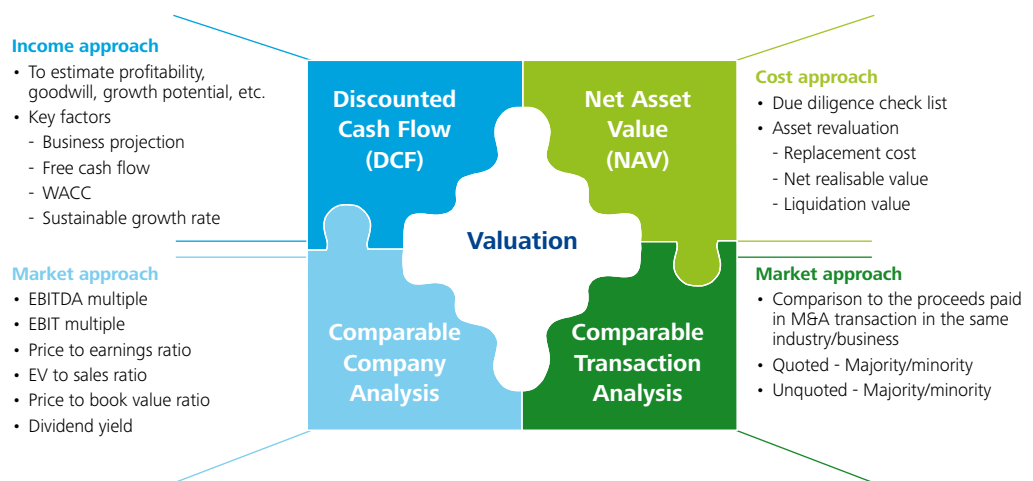 Income approach
• To estimate profitability,
goodwill, growth potential, etc.
• Key factors
- Business projection
- Free cash flow
- WACC
- Sustainable growth rate
Discounted
Cash Flow
(DCF)
Net Asset
Value
(NAV)
Cost approach
• Due diligence check list
• Asset revaluation
- Replacement cost
- Net realisable value
- Liquidation value
Valuation
Market approach
• EBITDA multiple
• EBIT multiple
• Price to earnings ratio
• EV to sales ratio
• Price to book value ratio
• Dividend yield
Comparable
Company
Analysis
Comparable
Transaction
Analysis
Market approach
• Comparison to the proceeds paid
in M&A transaction in the same
industry/business
• Quoted - Majority/minority
• Unquoted - Majority/minority